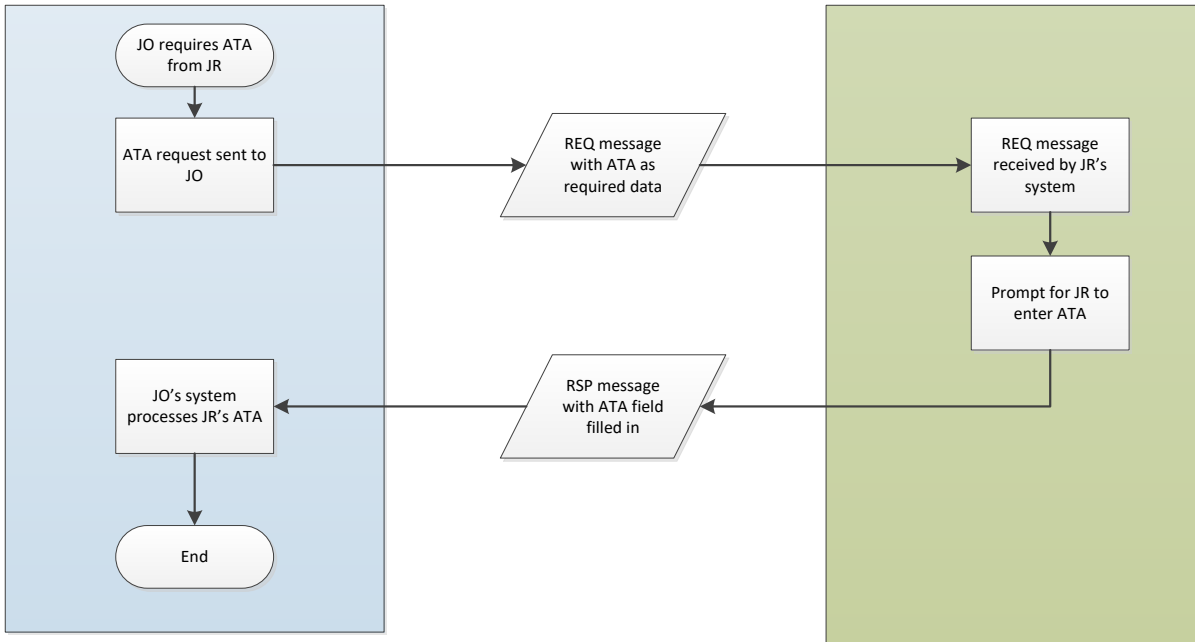 JO requires ATA
from JR
ATA request sent to
JO
REQ message
with ATA as
required data
REQ message
received by JR’s
system
Prompt for JR to
enter ATA
RSP message
with ATA field
filled in
JO’s system
processes JR’s ATA
End